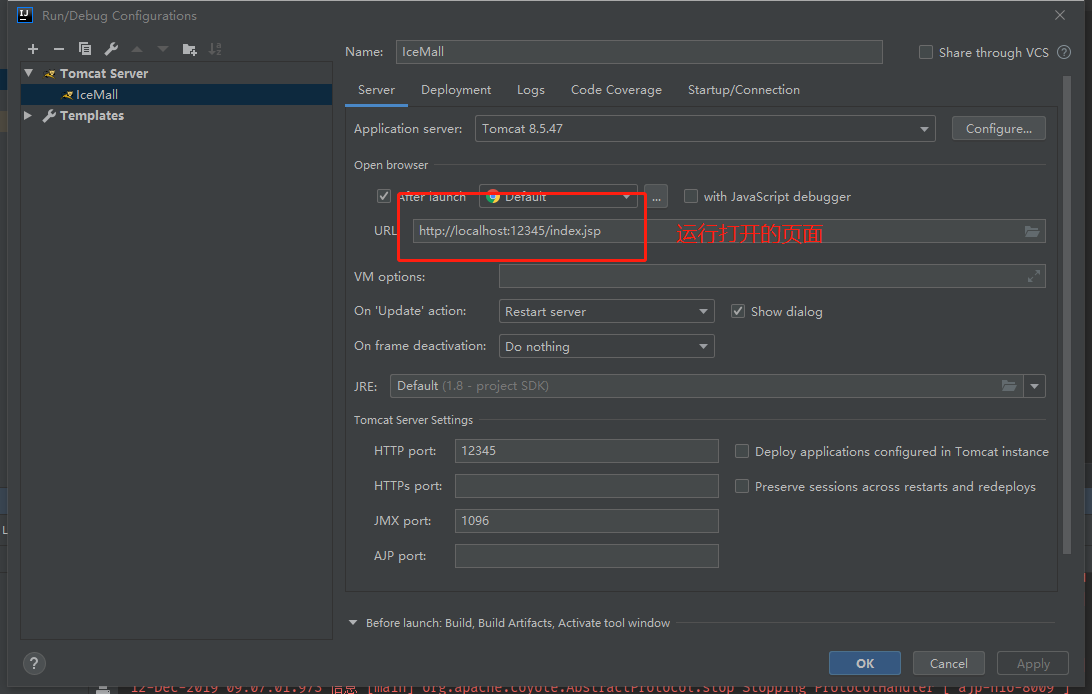 Run/Debug Configurations
Name: IceMall Share through VCS
Tomcat Server
IceMall
Templates
Server Deployment Logs Code Coverage Startup/Connection
Application server: Tomcat 8.5.47 Configure...
Open browser
After launch Default ... with JavaScript debugger
URL http://localhost:12345/index.jsp 运行打开的页面
VM options:
On 'Update' action: Restart server Show dialog
On frame deactivation: Do nothing
JRE: Default (1.8 - project SDK)
Tomcat Server Settings
HTTP port: 12345 Deploy applications configured in Tomcat instance
HTTPs port: Preserve sessions across restarts and redeploys
JMX port: 1096
AJP port:
Before launch: Build, Build Artifacts, Activate tool window
? OK Cancel Apply
12-Dec-2019 09:07:01.973 信息 [main] org.apache.coyote.AbstractProtocol.stop Stopping ProtocolHandler ["ajp-nio-8009"